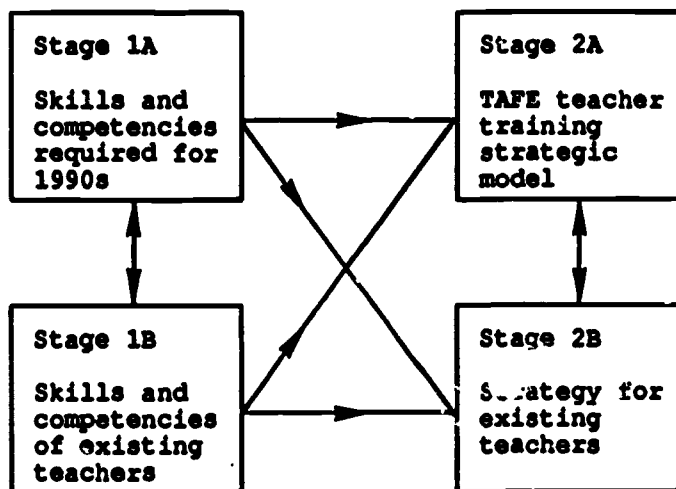 Stage 1A
Skills and
competencies
required for
1990s
Stage 2A
TAFE teacher
training
strategic
model
Stage 1B
Skills and
competencies
of existing
teachers
Stage 2B
Strategy for
existing
teachers